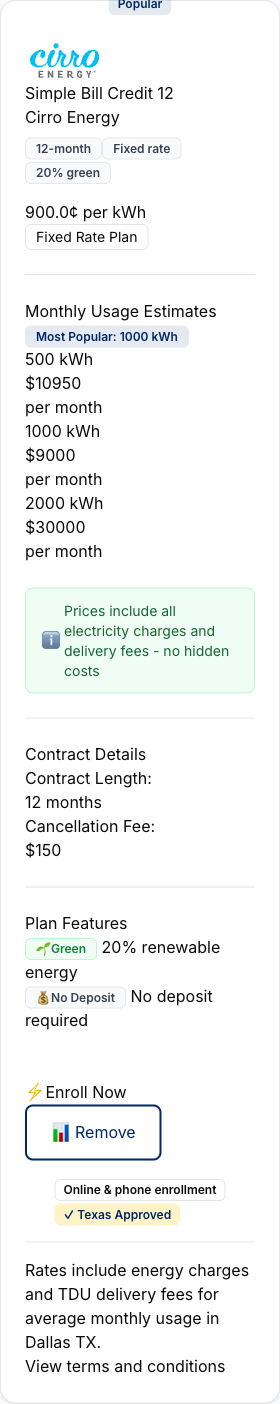 Popular
cirro
ENERGY
Simple Bill Credit 12
Cirro Energy
12-month Fixed rate
20% green
900.0¢ per kWh
Fixed Rate Plan
Monthly Usage Estimates
Most Popular: 1000 kWh
500 kWh
$10950
per month
1000 kWh
$9000
per month
2000 kWh
$30000
per month
Prices include all
electricity charges and
delivery fees - no hidden
costs
Contract Details
Contract Length:
12 months
Cancellation Fee:
$150
Plan Features
🌱Green 20% renewable
energy
💰No Deposit No deposit
required
⚡Enroll Now
📊 Remove
Online & phone enrollment
✓ Texas Approved
Rates include energy charges
and TDU delivery fees for
average monthly usage in
Dallas TX.
View terms and conditions